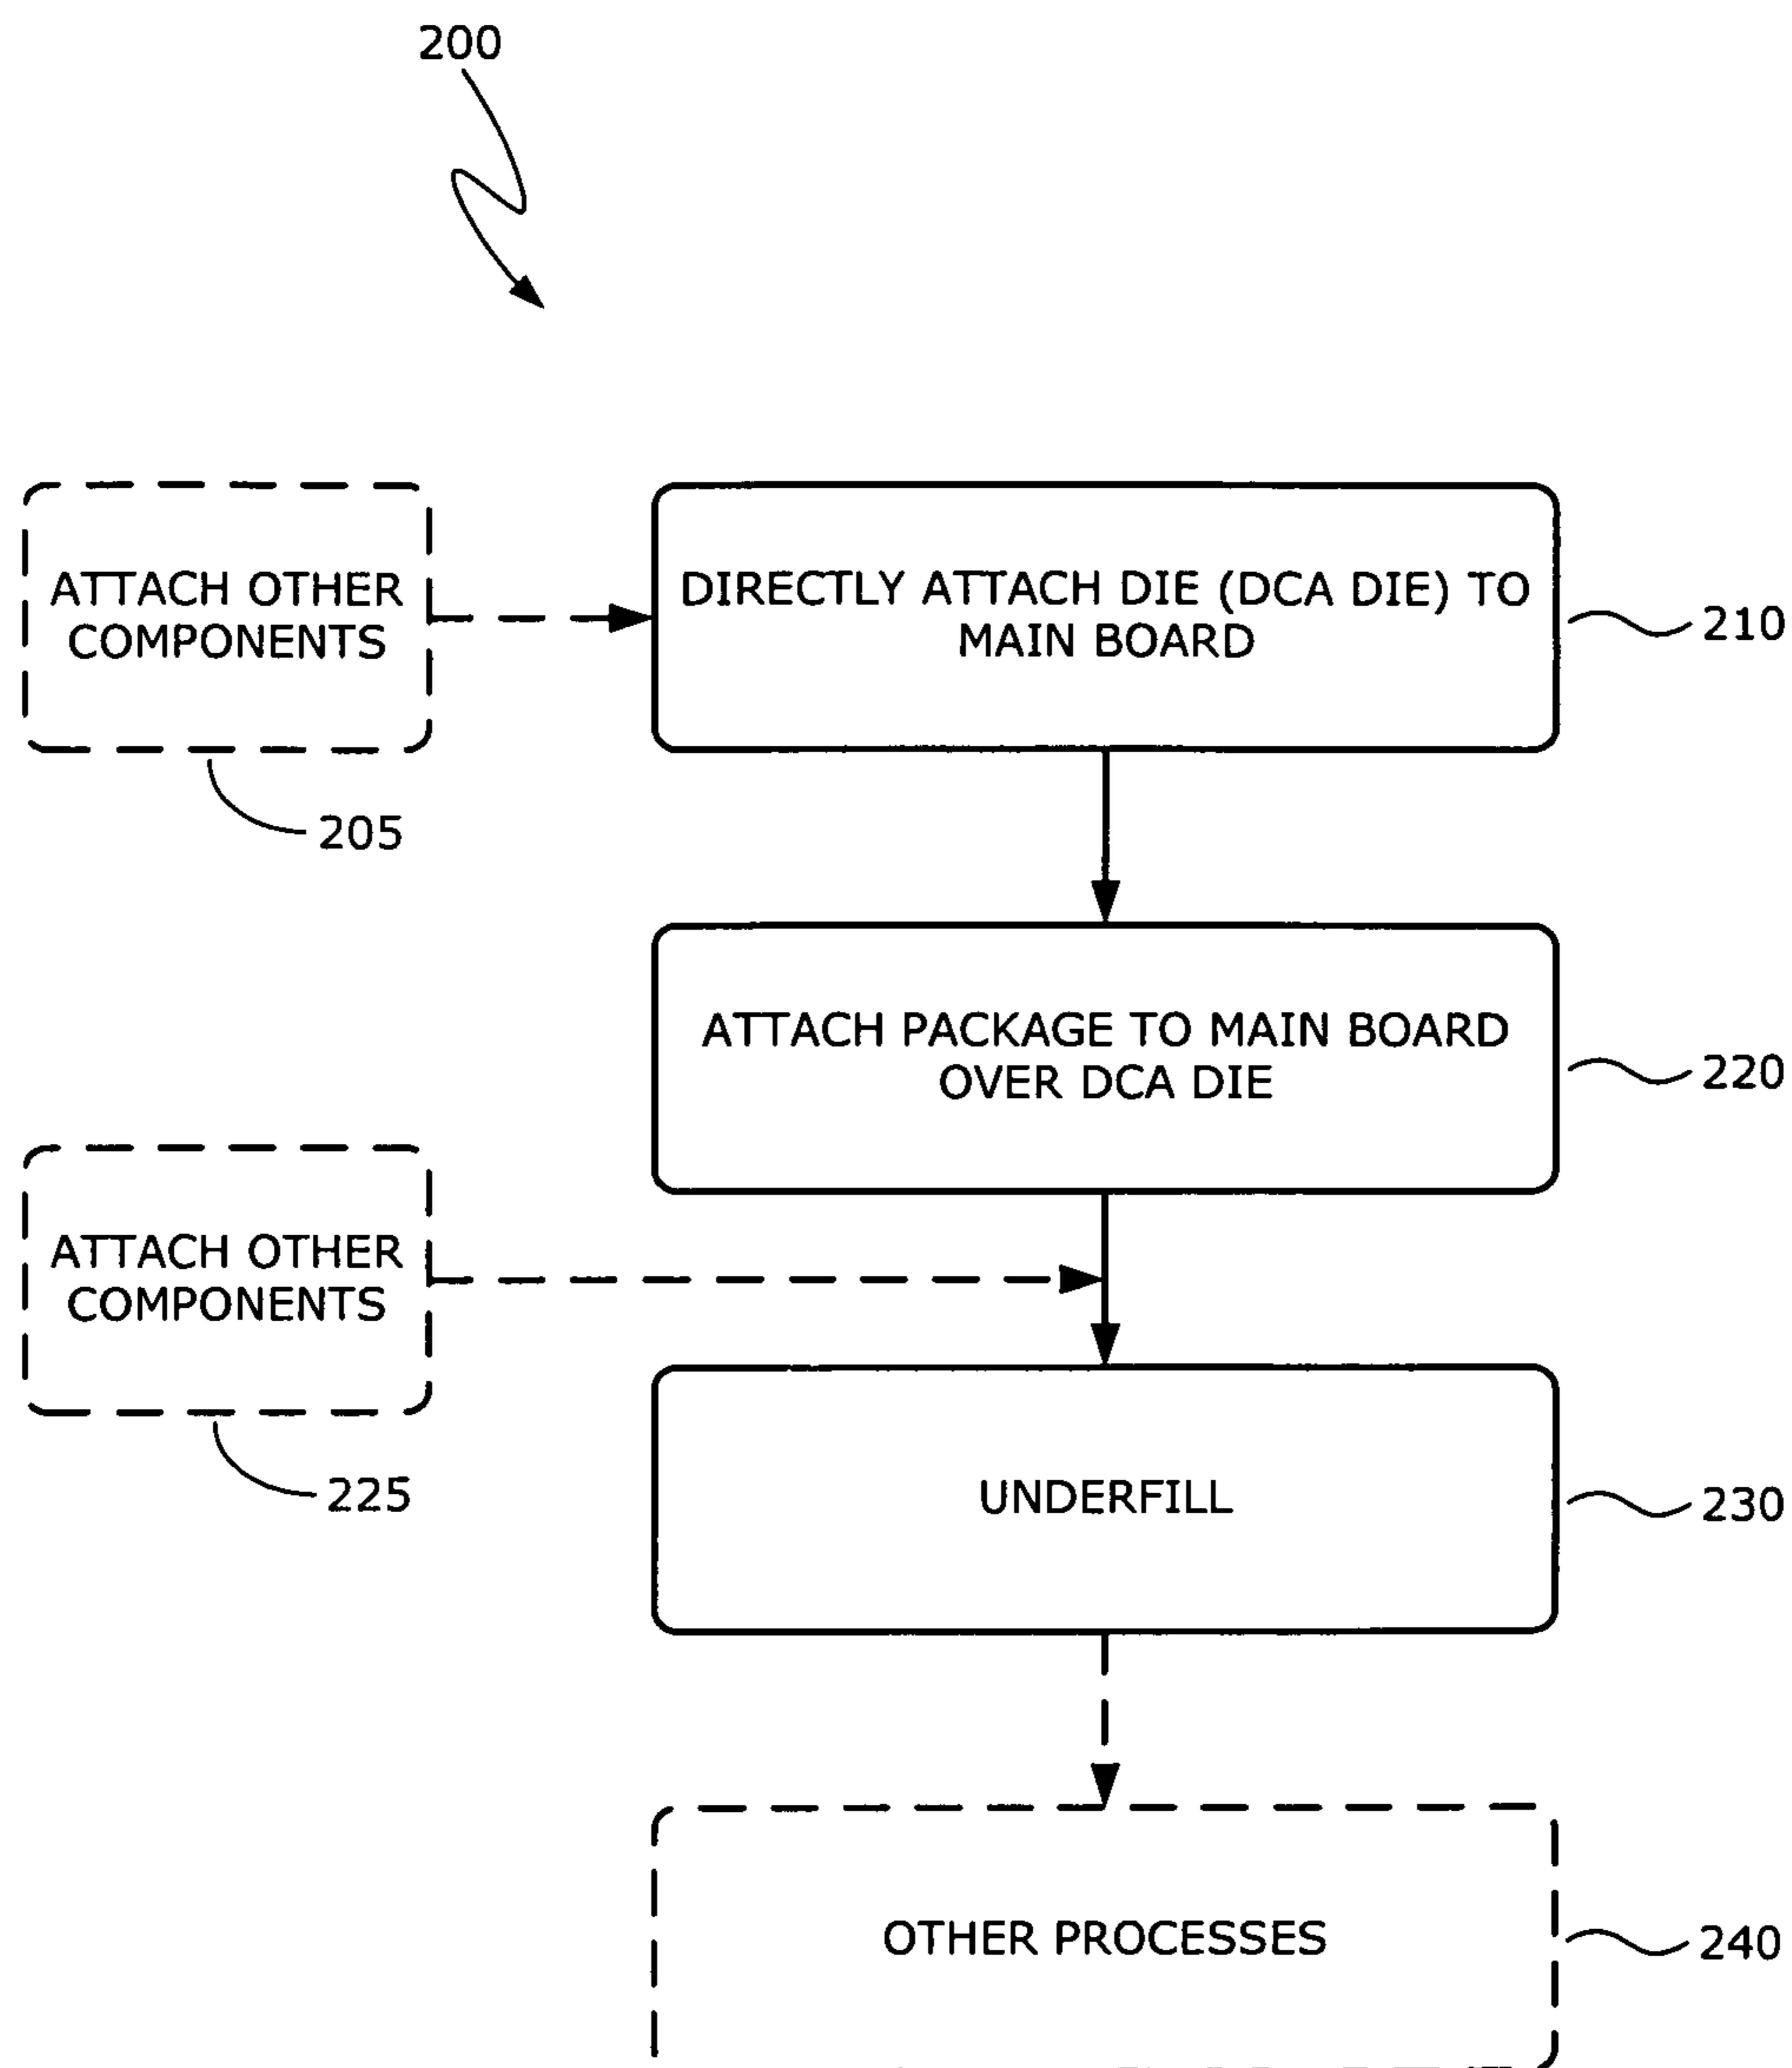 200
ATTACH OTHER
COMPONENTS
205
DIRECTLY ATTACH DIE (DCA DIE) TO
MAIN BOARD
210
ATTACH PACKAGE TO MAIN BOARD
OVER DCA DIE
220
ATTACH OTHER
COMPONENTS
225
UNDERFILL
230
OTHER PROCESSES
240